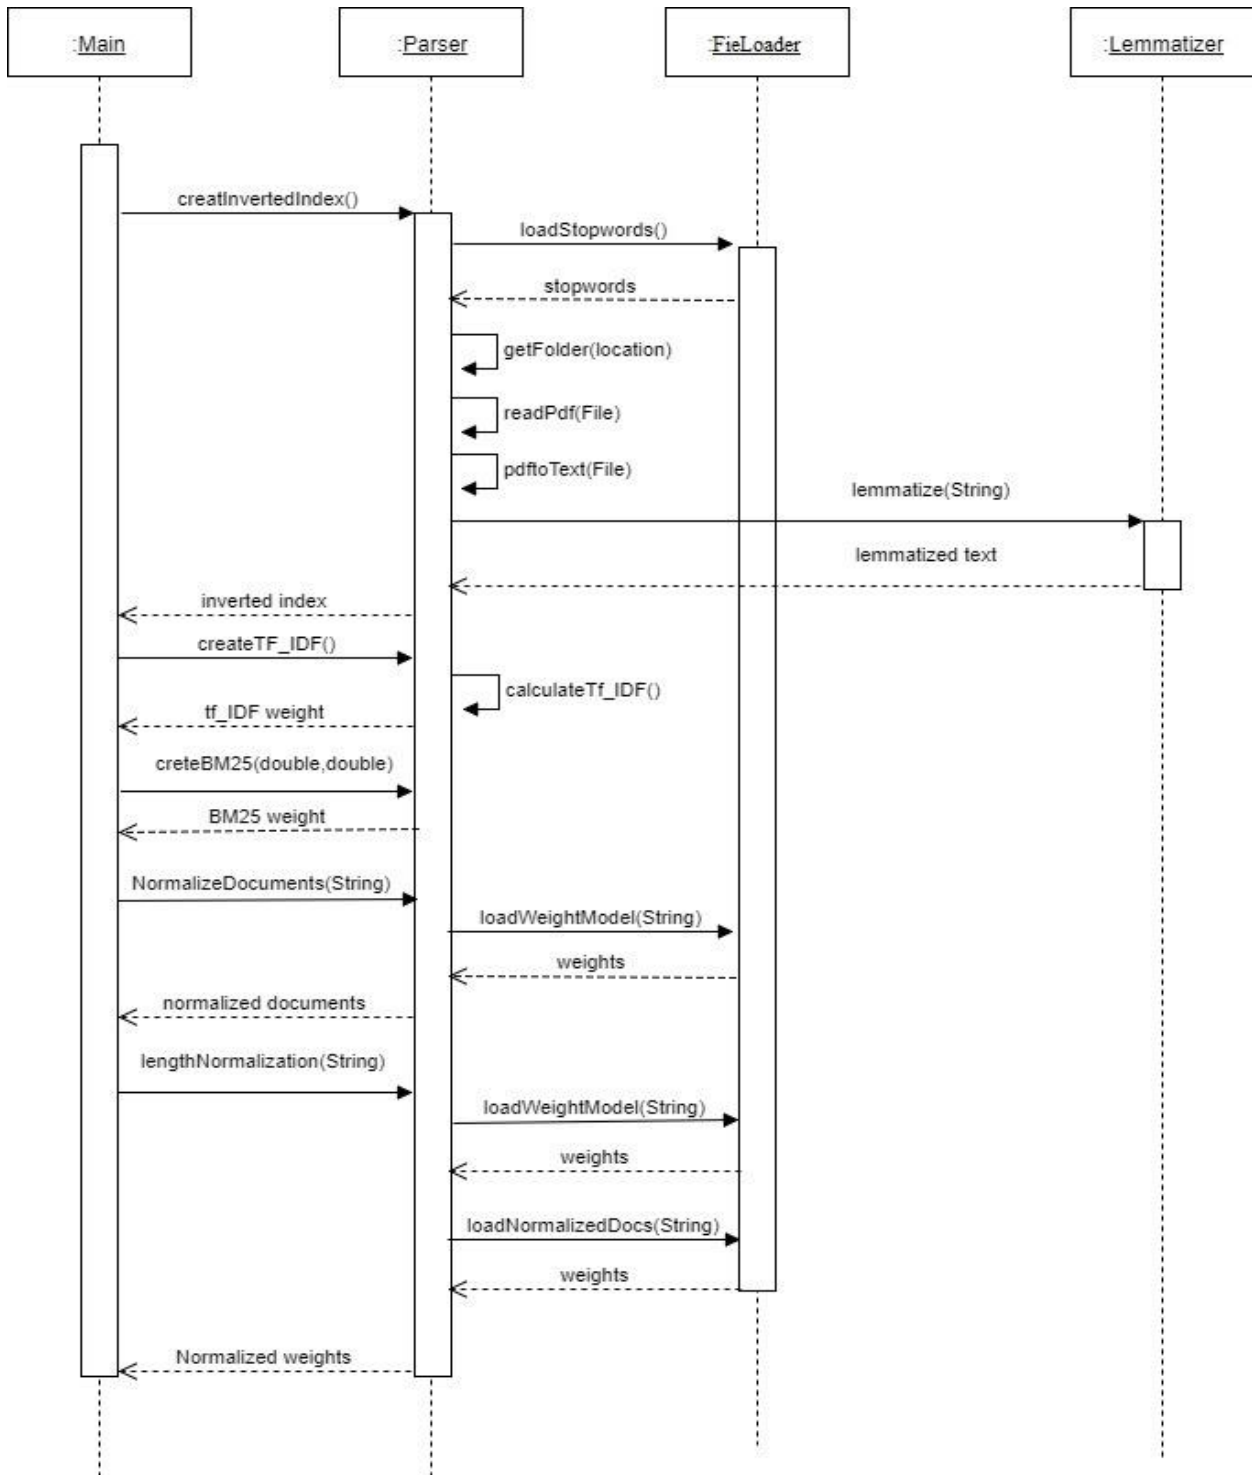 :Main
:Parser
:FieLoader
:Lemmatizer
creatInvertedIndex()
loadStopwords()
stopwords
getFolder(location)
readPdf(File)
pdftoText(File)
lemmatize(String)
lemmatized text
inverted index
createTF_IDF()
calculateTf_IDF()
tf_IDF weight
creteBM25(double,double)
BM25 weight
NormalizeDocuments(String)
loadWeightModel(String)
weights
normalized documents
lengthNormalization(String)
loadWeightModel(String)
weights
loadNormalizedDocs(String)
weights
Normalized weights